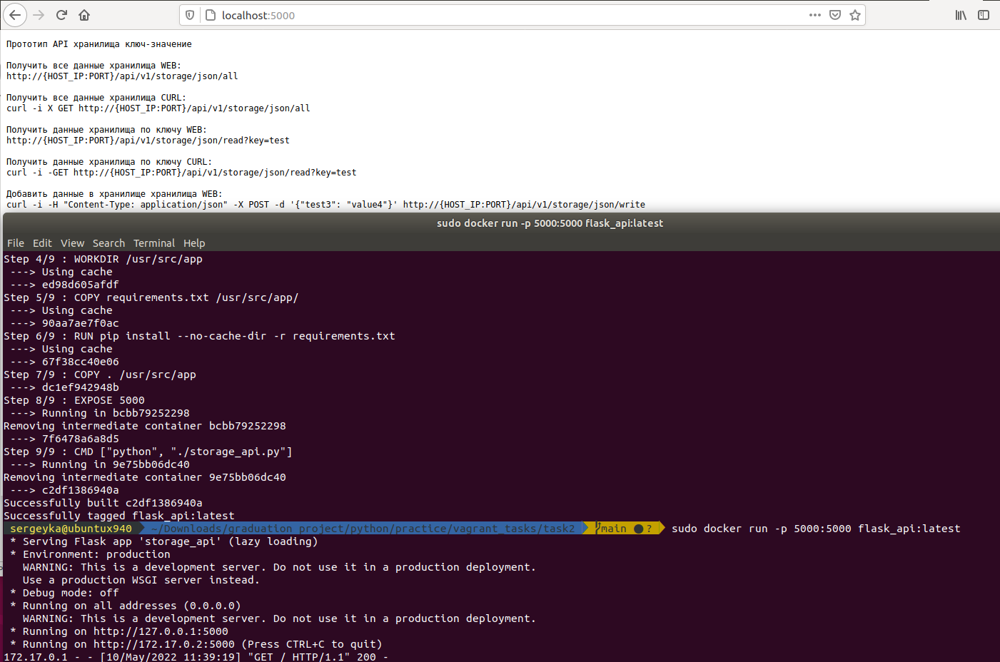 localhost:5000
Прототип API хранилища ключ-значение
Получить все данные хранилища WEB:
http://{HOST_IP:PORT}/api/v1/storage/json/all
Получить все данные хранилища CURL:
curl -i X GET http://{HOST_IP:PORT}/api/v1/storage/json/all
Получить данные хранилища по ключу WEB:
http://{HOST_IP:PORT}/api/v1/storage/json/read?key=test
Получить данные хранилища по ключу CURL:
curl -i -GET http://{HOST_IP:PORT}/api/v1/storage/json/read?key=test
Добавить данные в хранилище хранилища WEB:
curl -i -H "Content-Type: application/json" -X POST -d '{"test3": "value4"}' http://{HOST_IP:PORT}/api/v1/storage/json/write
sudo docker run -p 5000:5000 flask_api:latest
File Edit View Search Terminal Help
Step 4/9 : WORKDIR /usr/src/app
---> Using cache
---> ed98d605afdf
Step 5/9 : COPY requirements.txt /usr/src/app/
---> Using cache
---> 90aa7ae7f0ac
Step 6/9 : RUN pip install --no-cache-dir -r requirements.txt
---> Using cache
---> 67f38cc40e06
Step 7/9 : COPY . /usr/src/app
---> dc1ef942948b
Step 8/9 : EXPOSE 5000
---> Running in bcbb79252298
Removing intermediate container bcbb79252298
---> 7f6478a6a8d5
Step 9/9 : CMD ["python", "./storage_api.py"]
---> Running in 9e75bb06dc40
Removing intermediate container 9e75bb06dc40
---> c2df1386940a
Successfully built c2df1386940a
Successfully tagged flask_api:latest
sergeyka@ubuntux940 ~/Downloads/graduation_project/python/practice/vagrant_tasks/task2 main ●? sudo docker run -p 5000:5000 flask_api:latest
* Serving Flask app 'storage_api' (lazy loading)
* Environment: production
WARNING: This is a development server. Do not use it in a production deployment.
Use a production WSGI server instead.
* Debug mode: off
* Running on all addresses (0.0.0.0)
WARNING: This is a development server. Do not use it in a production deployment.
* Running on http://127.0.0.1:5000
* Running on http://172.17.0.2:5000 (Press CTRL+C to quit)
172.17.0.1 - - [10/May/2022 11:39:19] "GET / HTTP/1.1" 200 -